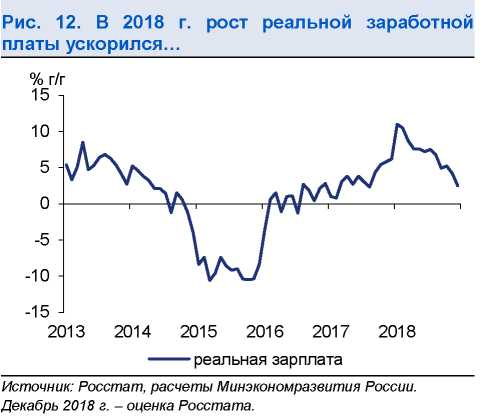 Рис. 12. В 2018 г. рост реальной заработной
платы ускорился…
% г/г
15
10
5
0
-5
-10
-15
2013 2014 2015 2016 2017 2018
реальная зарплата
Источник: Росстат, расчеты Минэкономразвития России.
Декабрь 2018 г. – оценка Росстата.